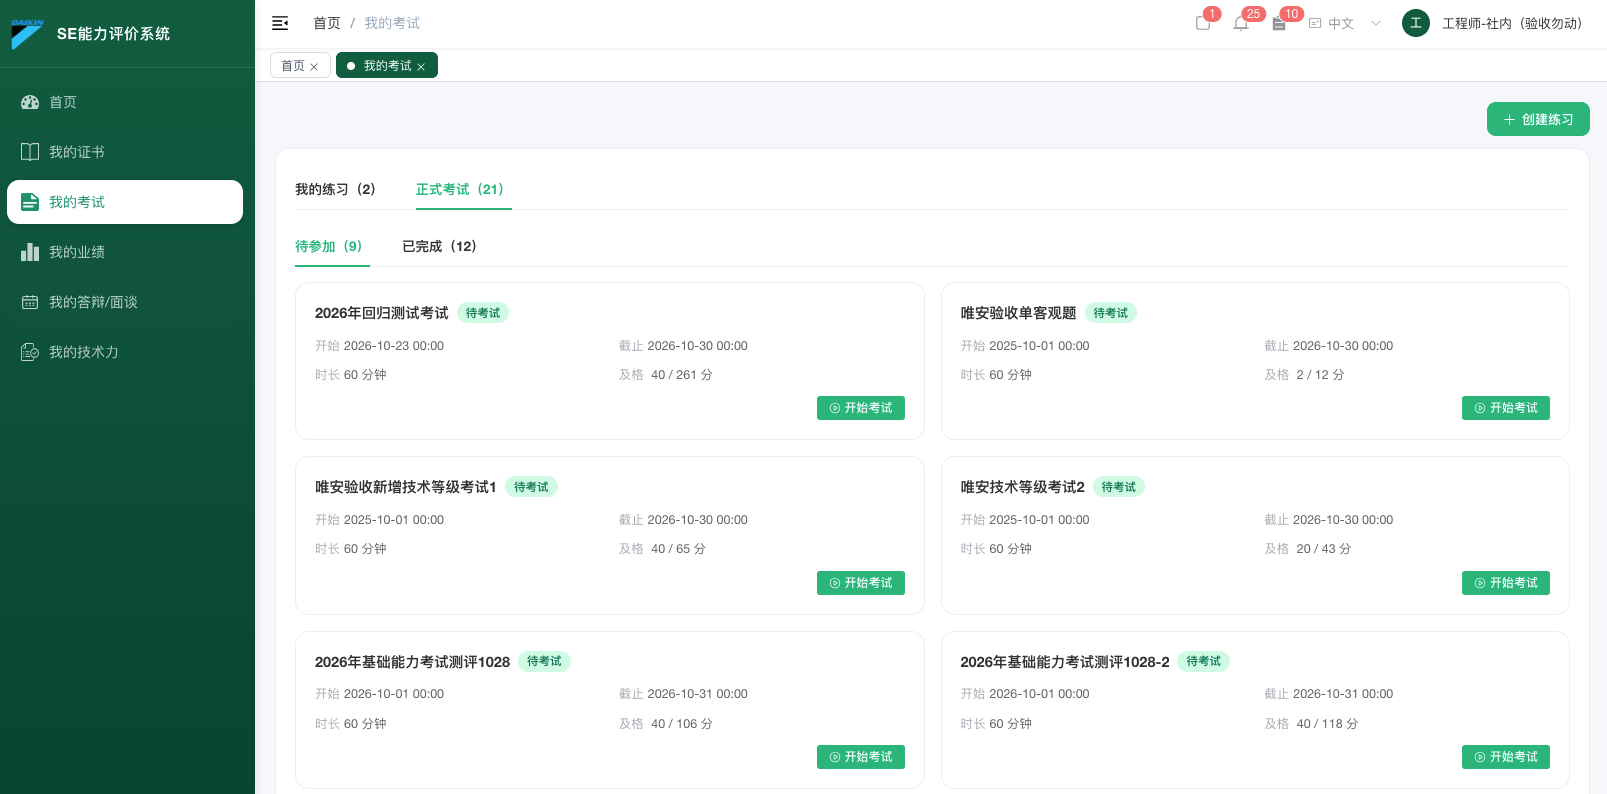 DAIKIN
SE能力评价系统
首页
我的证书
我的考试
我的业绩
我的答辩/面谈
我的技术力
首页 / 我的考试
1
25
10
中文
工
工程师-社内（验收勿动）
首页
我的考试
创建练习
我的练习（2）
正式考试（21）
待参加（9）
已完成（12）
2026年回归测试考试 待考试
开始 2026-10-23 00:00
截止 2026-10-30 00:00
时长 60 分钟
及格 40 / 261 分
开始考试
唯安验收单客观题 待考试
开始 2025-10-01 00:00
截止 2026-10-30 00:00
时长 60 分钟
及格 2 / 12 分
开始考试
唯安验收新增技术等级考试1 待考试
开始 2025-10-01 00:00
截止 2026-10-30 00:00
时长 60 分钟
及格 40 / 65 分
开始考试
唯安技术等级考试2 待考试
开始 2025-10-01 00:00
截止 2026-10-30 00:00
时长 60 分钟
及格 20 / 43 分
开始考试
2026年基础能力考试测评1028 待考试
开始 2026-10-01 00:00
截止 2026-10-31 00:00
时长 60 分钟
及格 40 / 106 分
开始考试
2026年基础能力考试测评1028-2 待考试
开始 2026-10-01 00:00
截止 2026-10-31 00:00
时长 60 分钟
及格 40 / 118 分
开始考试